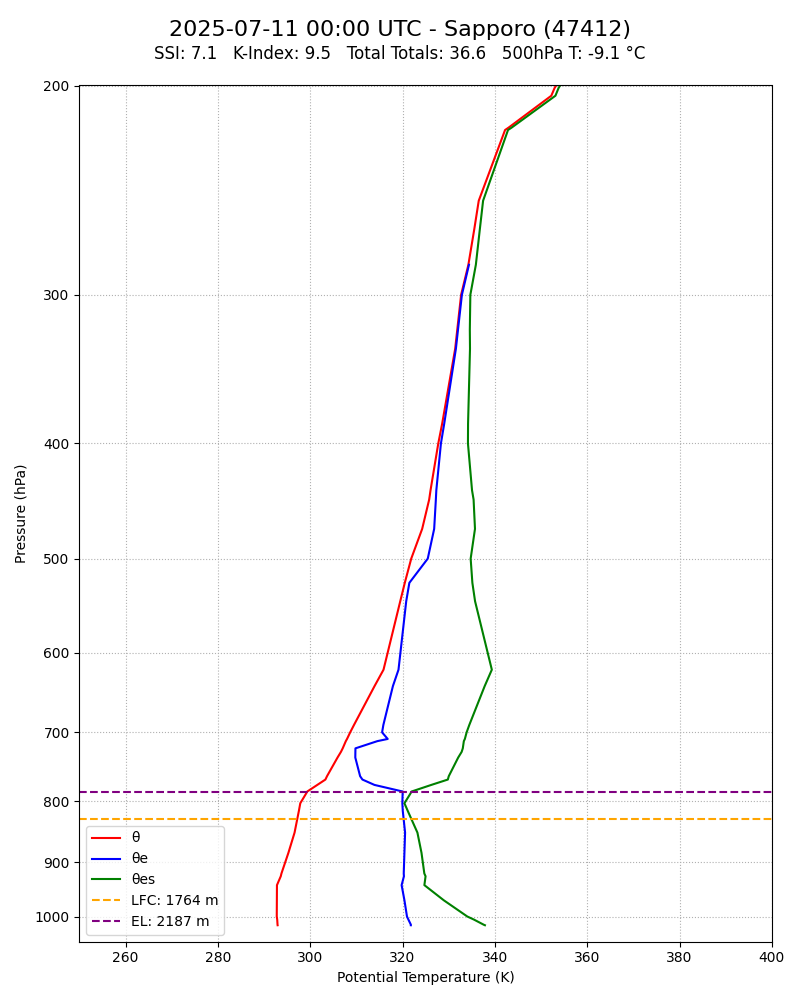 2025-07-11 00:00 UTC - Sapporo (47412)
SSI: 7.1   K-Index: 9.5   Total Totals: 36.6   500hPa T: -9.1 °C
200
300
400
500
600
700
800
900
1000
Pressure (hPa)
θ
θe
θes
LFC: 1764 m
EL: 2187 m
260 280 300 320 340 360 380 400
Potential Temperature (K)